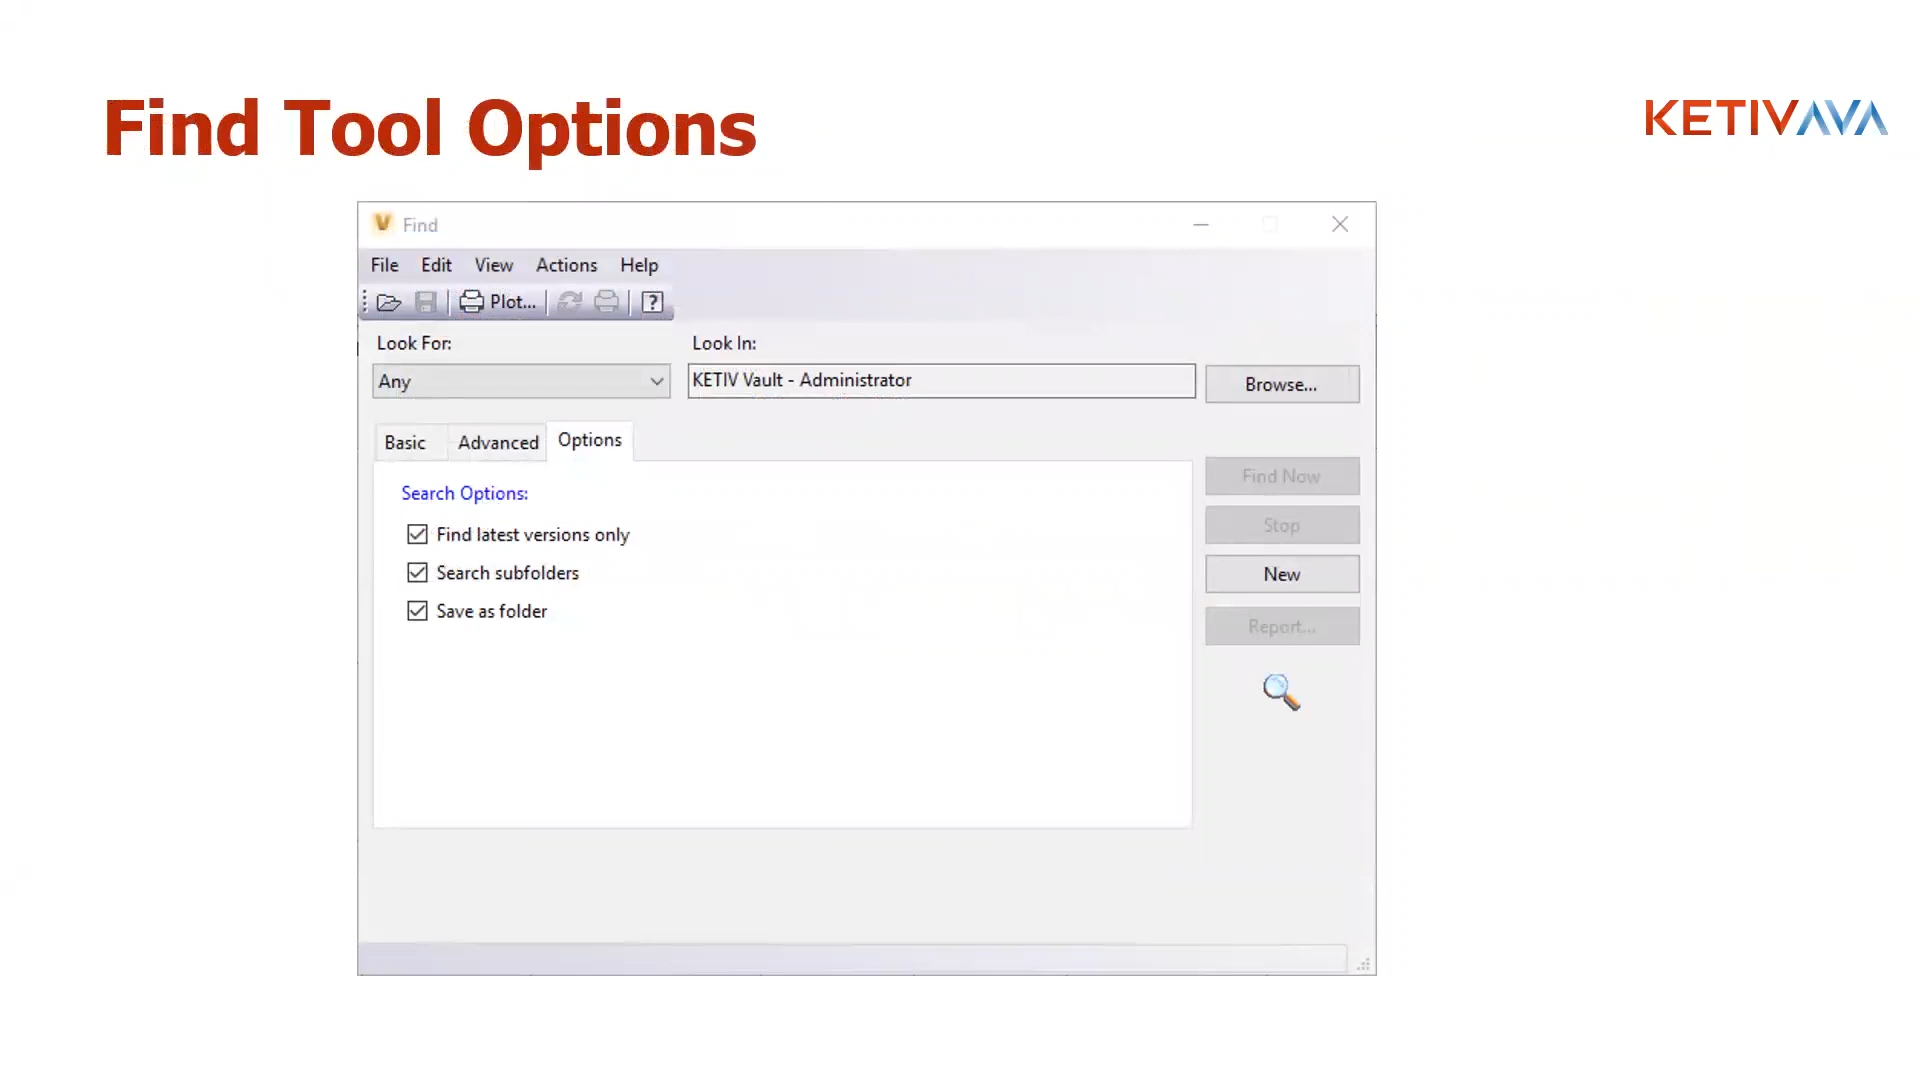 Find Tool Options
KETIVAVA
Find
File Edit View Actions Help
Plot...
Look For:
Look In:
Any
KETIV Vault - Administrator
Browse...
Basic Advanced Options
Search Options:
Find latest versions only
Search subfolders
Save as folder
Find Now
Stop
New
Report...